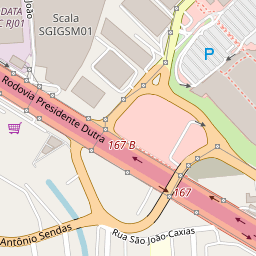 DATA
C RJ01
João
Scala
SGIGSM01
P
Rodovia Presidente Dutra
167 B
167
Antônio Sendas
Rua São João-Caxias